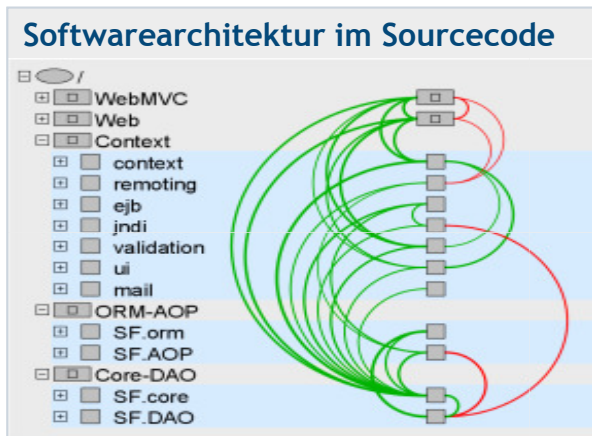 Softwarearchitektur im Sourcecode
/
WebMVC
Web
Context
context
remoting
ejb
jndi
validation
ui
mail
ORM-AOP
SF.orm
SF.AOP
Core-DAO
SF.core
SF.DAO